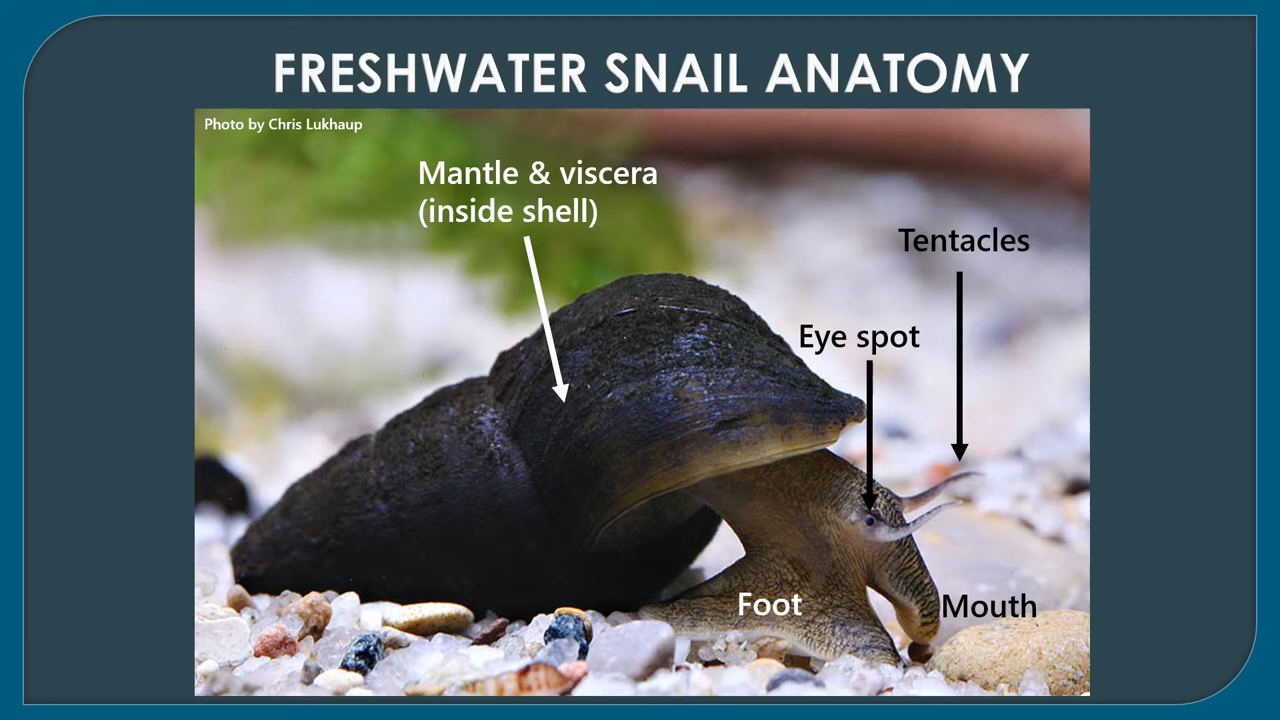 FRESHWATER SNAIL ANATOMY
Photo by Chris Lukhaup
Mantle & viscera
(inside shell)
Tentacles
Eye spot
Foot
Mouth